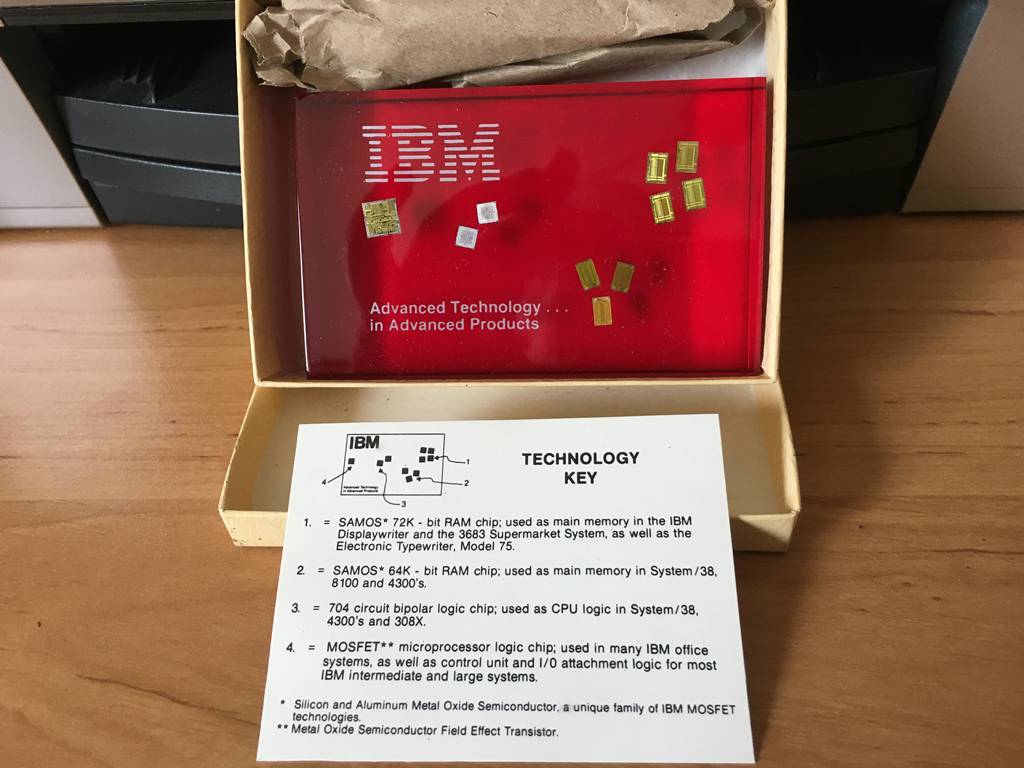 IBM
Advanced Technology . . .
in Advanced Products
IBM
Advanced Technology
in Advanced Products
1
2
3
4
TECHNOLOGY
KEY
1. = SAMOS* 72K - bit RAM chip; used as main memory in the IBM
Displaywriter and the 3683 Supermarket System, as well as the
Electronic Typewriter, Model 75.
2. = SAMOS* 64K - bit RAM chip; used as main memory in System/38,
8100 and 4300's.
3. = 704 circuit bipolar logic chip; used as CPU logic in System/38,
4300's and 308X.
4. = MOSFET** microprocessor logic chip; used in many IBM office
systems, as well as control unit and I/0 attachment logic for most
IBM intermediate and large systems.
* Silicon and Aluminum Metal Oxide Semiconductor, a unique family of IBM MOSFET
technologies.
** Metal Oxide Semiconductor Field Effect Transistor.